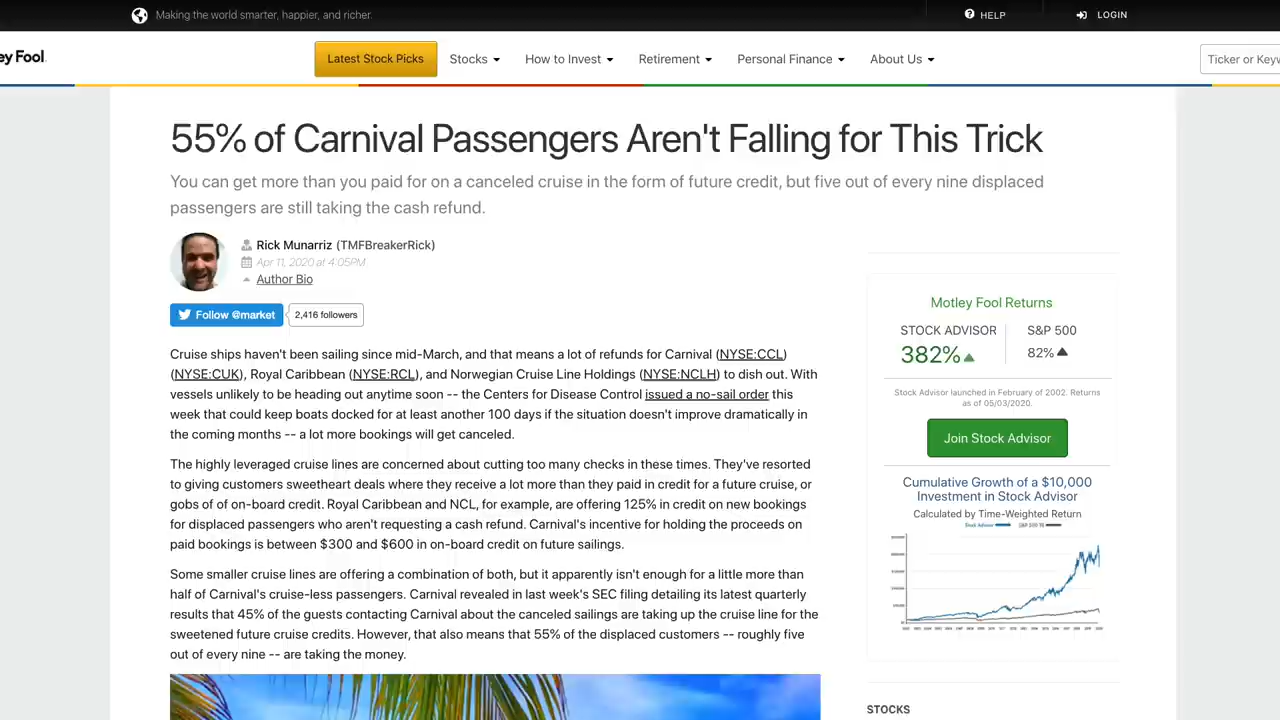 Making the world smarter, happier, and richer.
HELP
LOGIN
ey Fool
Latest Stock Picks
Stocks
How to Invest
Retirement
Personal Finance
About Us
Ticker or Keyw
55% of Carnival Passengers Aren't Falling for This Trick
You can get more than you paid for on a canceled cruise in the form of future credit, but five out of every nine displaced
passengers are still taking the cash refund.
Rick Munarriz (TMFBreakerRick)
Apr 11, 2020 at 4:05PM
Author Bio
Follow @market
2,416 followers
Cruise ships haven't been sailing since mid-March, and that means a lot of refunds for Carnival (NYSE:CCL)
(NYSE:CUK), Royal Caribbean (NYSE:RCL), and Norwegian Cruise Line Holdings (NYSE:NCLH) to dish out. With
vessels unlikely to be heading out anytime soon -- the Centers for Disease Control issued a no-sail order this
week that could keep boats docked for at least another 100 days if the situation doesn't improve dramatically in
the coming months -- a lot more bookings will get canceled.
The highly leveraged cruise lines are concerned about cutting too many checks in these times. They've resorted
to giving customers sweetheart deals where they receive a lot more than they paid in credit for a future cruise, or
gobs of of on-board credit. Royal Caribbean and NCL, for example, are offering 125% in credit on new bookings
for displaced passengers who aren't requesting a cash refund. Carnival's incentive for holding the proceeds on
paid bookings is between $300 and $600 in on-board credit on future sailings.
Some smaller cruise lines are offering a combination of both, but it apparently isn't enough for a little more than
half of Carnival's cruise-less passengers. Carnival revealed in last week's SEC filing detailing its latest quarterly
results that 45% of the guests contacting Carnival about the canceled sailings are taking up the cruise line for the
sweetened future cruise credits. However, that also means that 55% of the displaced customers -- roughly five
out of every nine -- are taking the money.
Motley Fool Returns
STOCK ADVISOR
S&P 500
382%
82%
Stock Advisor launched in February of 2002. Returns
as of 05/03/2020.
Join Stock Advisor
Cumulative Growth of a $10,000
Investment in Stock Advisor
Calculated by Time-Weighted Return
Stock Advisor
S&P 500
STOCKS